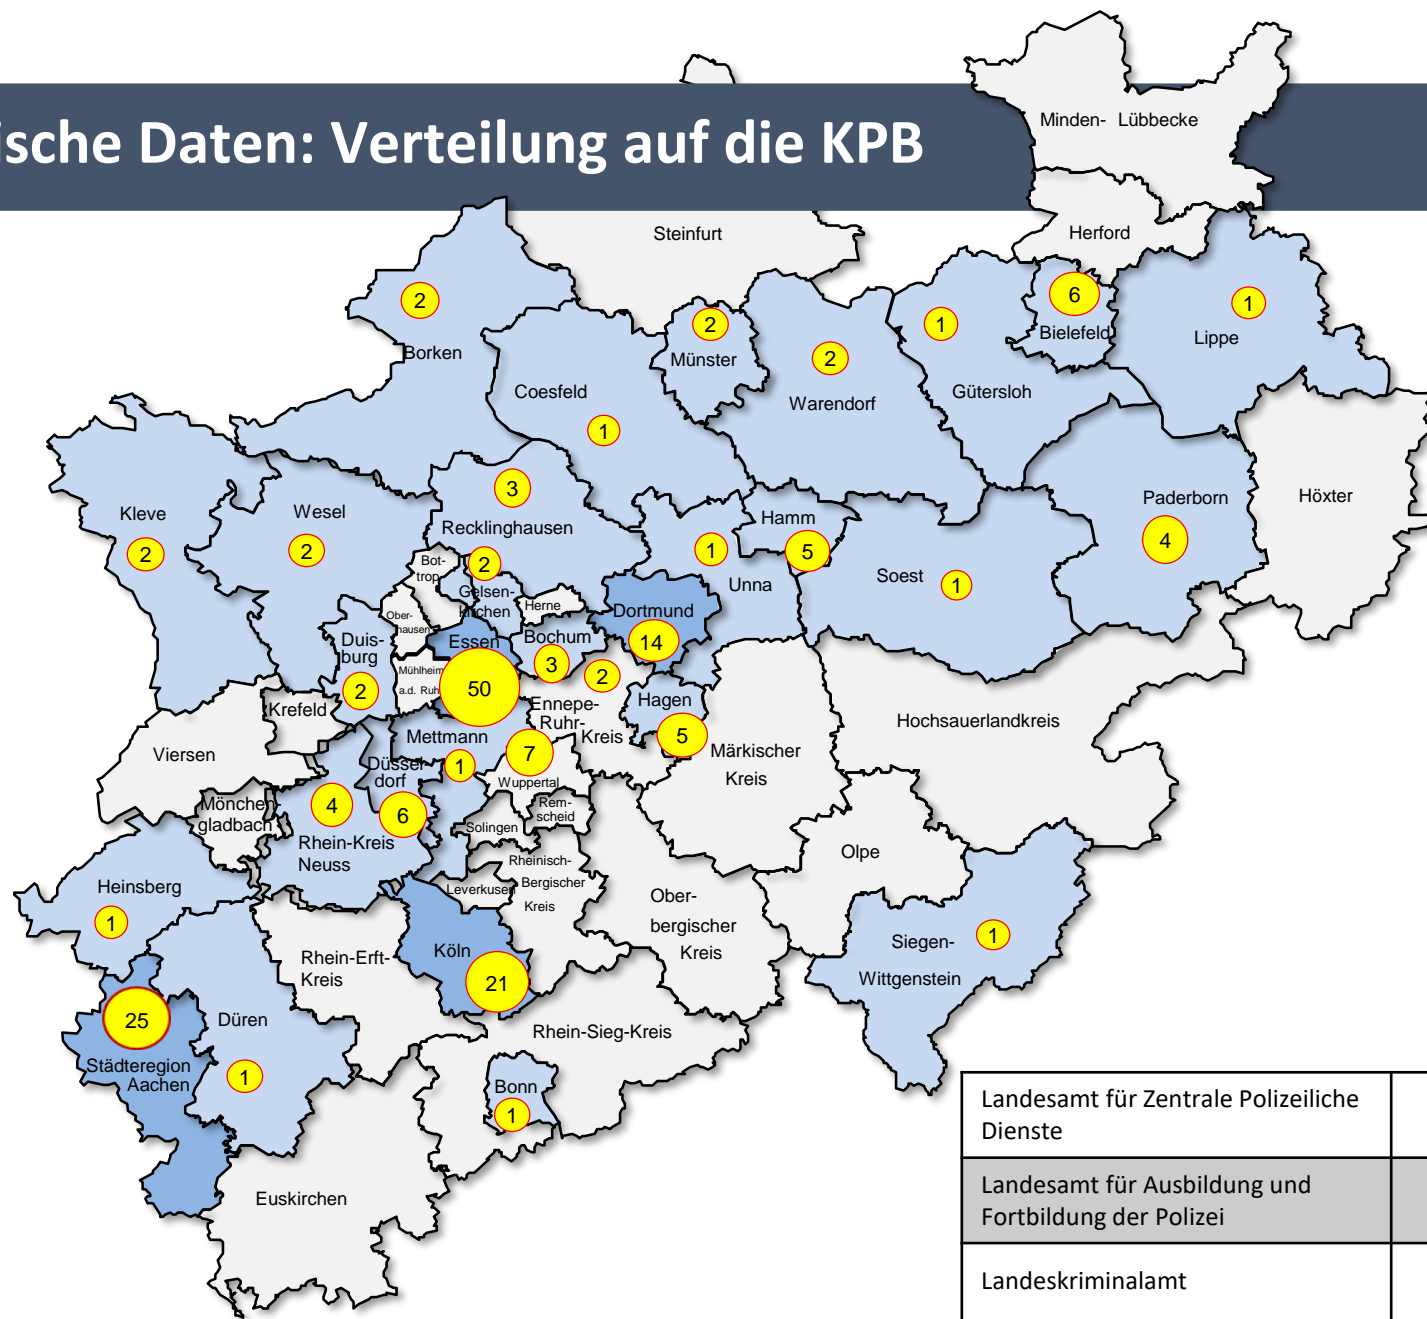 ische Daten: Verteilung auf die KPB
Minden- Lübbecke
Steinfurt
Herford
2
Borken
2
Münster
1
6
Bielefeld
1
Lippe
Coesfeld
1
2
Warendorf
Gütersloh
Kleve
2
Wesel
2
3
Recklinghausen
1
Unna
Hamm
5
Soest
1
Paderborn
4
Höxter
Bot-
trop
2
Gelsen-
kirchen
Herne
Ober-
hausen
Duis-
burg
2
Essen
50
Bochum
3
Dortmund
14
Mühlheim
a.d. Ruhr
2
Ennepe-
Ruhr-
Kreis
Hagen
5
Märkischer
Kreis
Hochsauerlandkreis
Krefeld
Viersen
Mettmann
1
7
Wuppertal
Düssel
dorf
6
Mönchen-
gladbach
4
Rhein-Kreis
Neuss
Solingen
Rem-
scheid
Olpe
Heinsberg
1
Leverkusen
Rheinisch-
Bergischer
Kreis
Ober-
bergischer
Kreis
Siegen-
Wittgenstein
1
Rhein-Erft-
Kreis
Köln
21
25
Städteregion
Aachen
Düren
1
Rhein-Sieg-Kreis
Bonn
1
Euskirchen
Landesamt für Zentrale Polizeiliche
Dienste
Landesamt für Ausbildung und
Fortbildung der Polizei
Landeskriminalamt